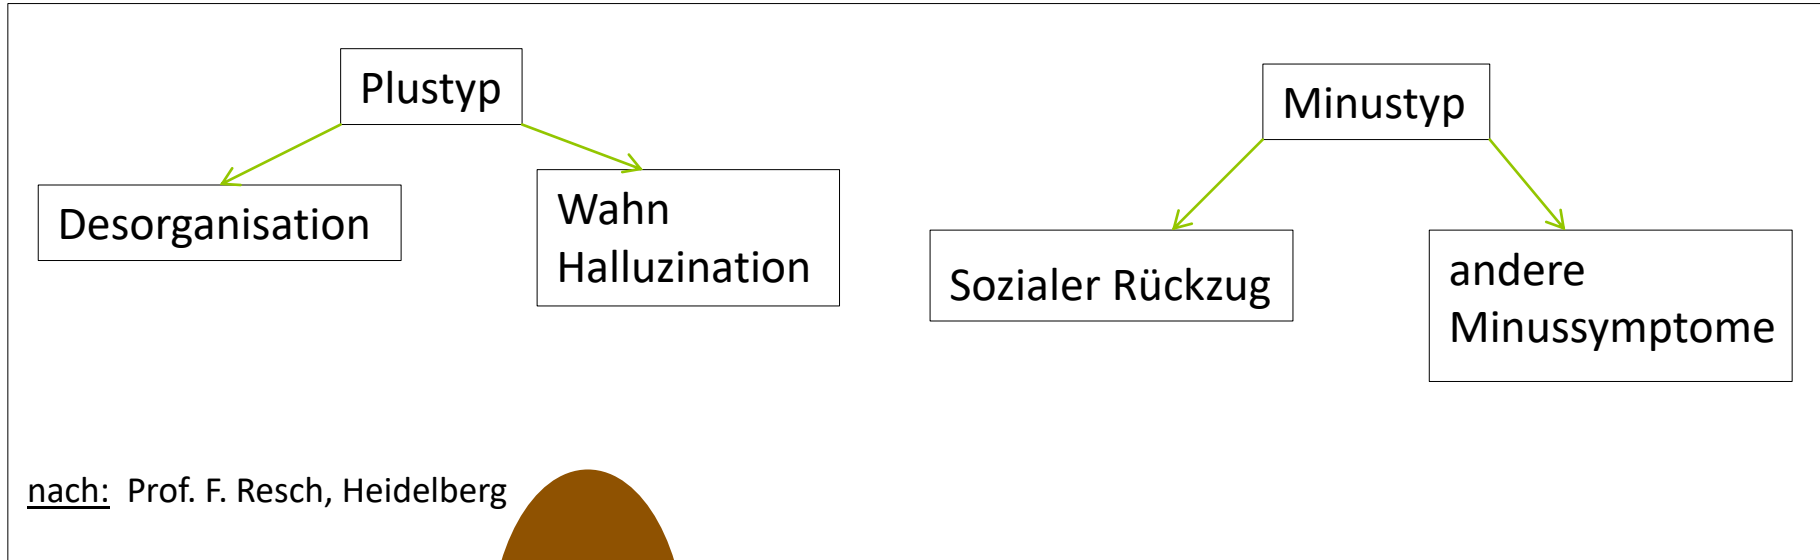 Plustyp
Minustyp
Desorganisation
Wahn
Halluzination
Sozialer Rückzug
andere
Minussymptome
nach: Prof. F. Resch, Heidelberg